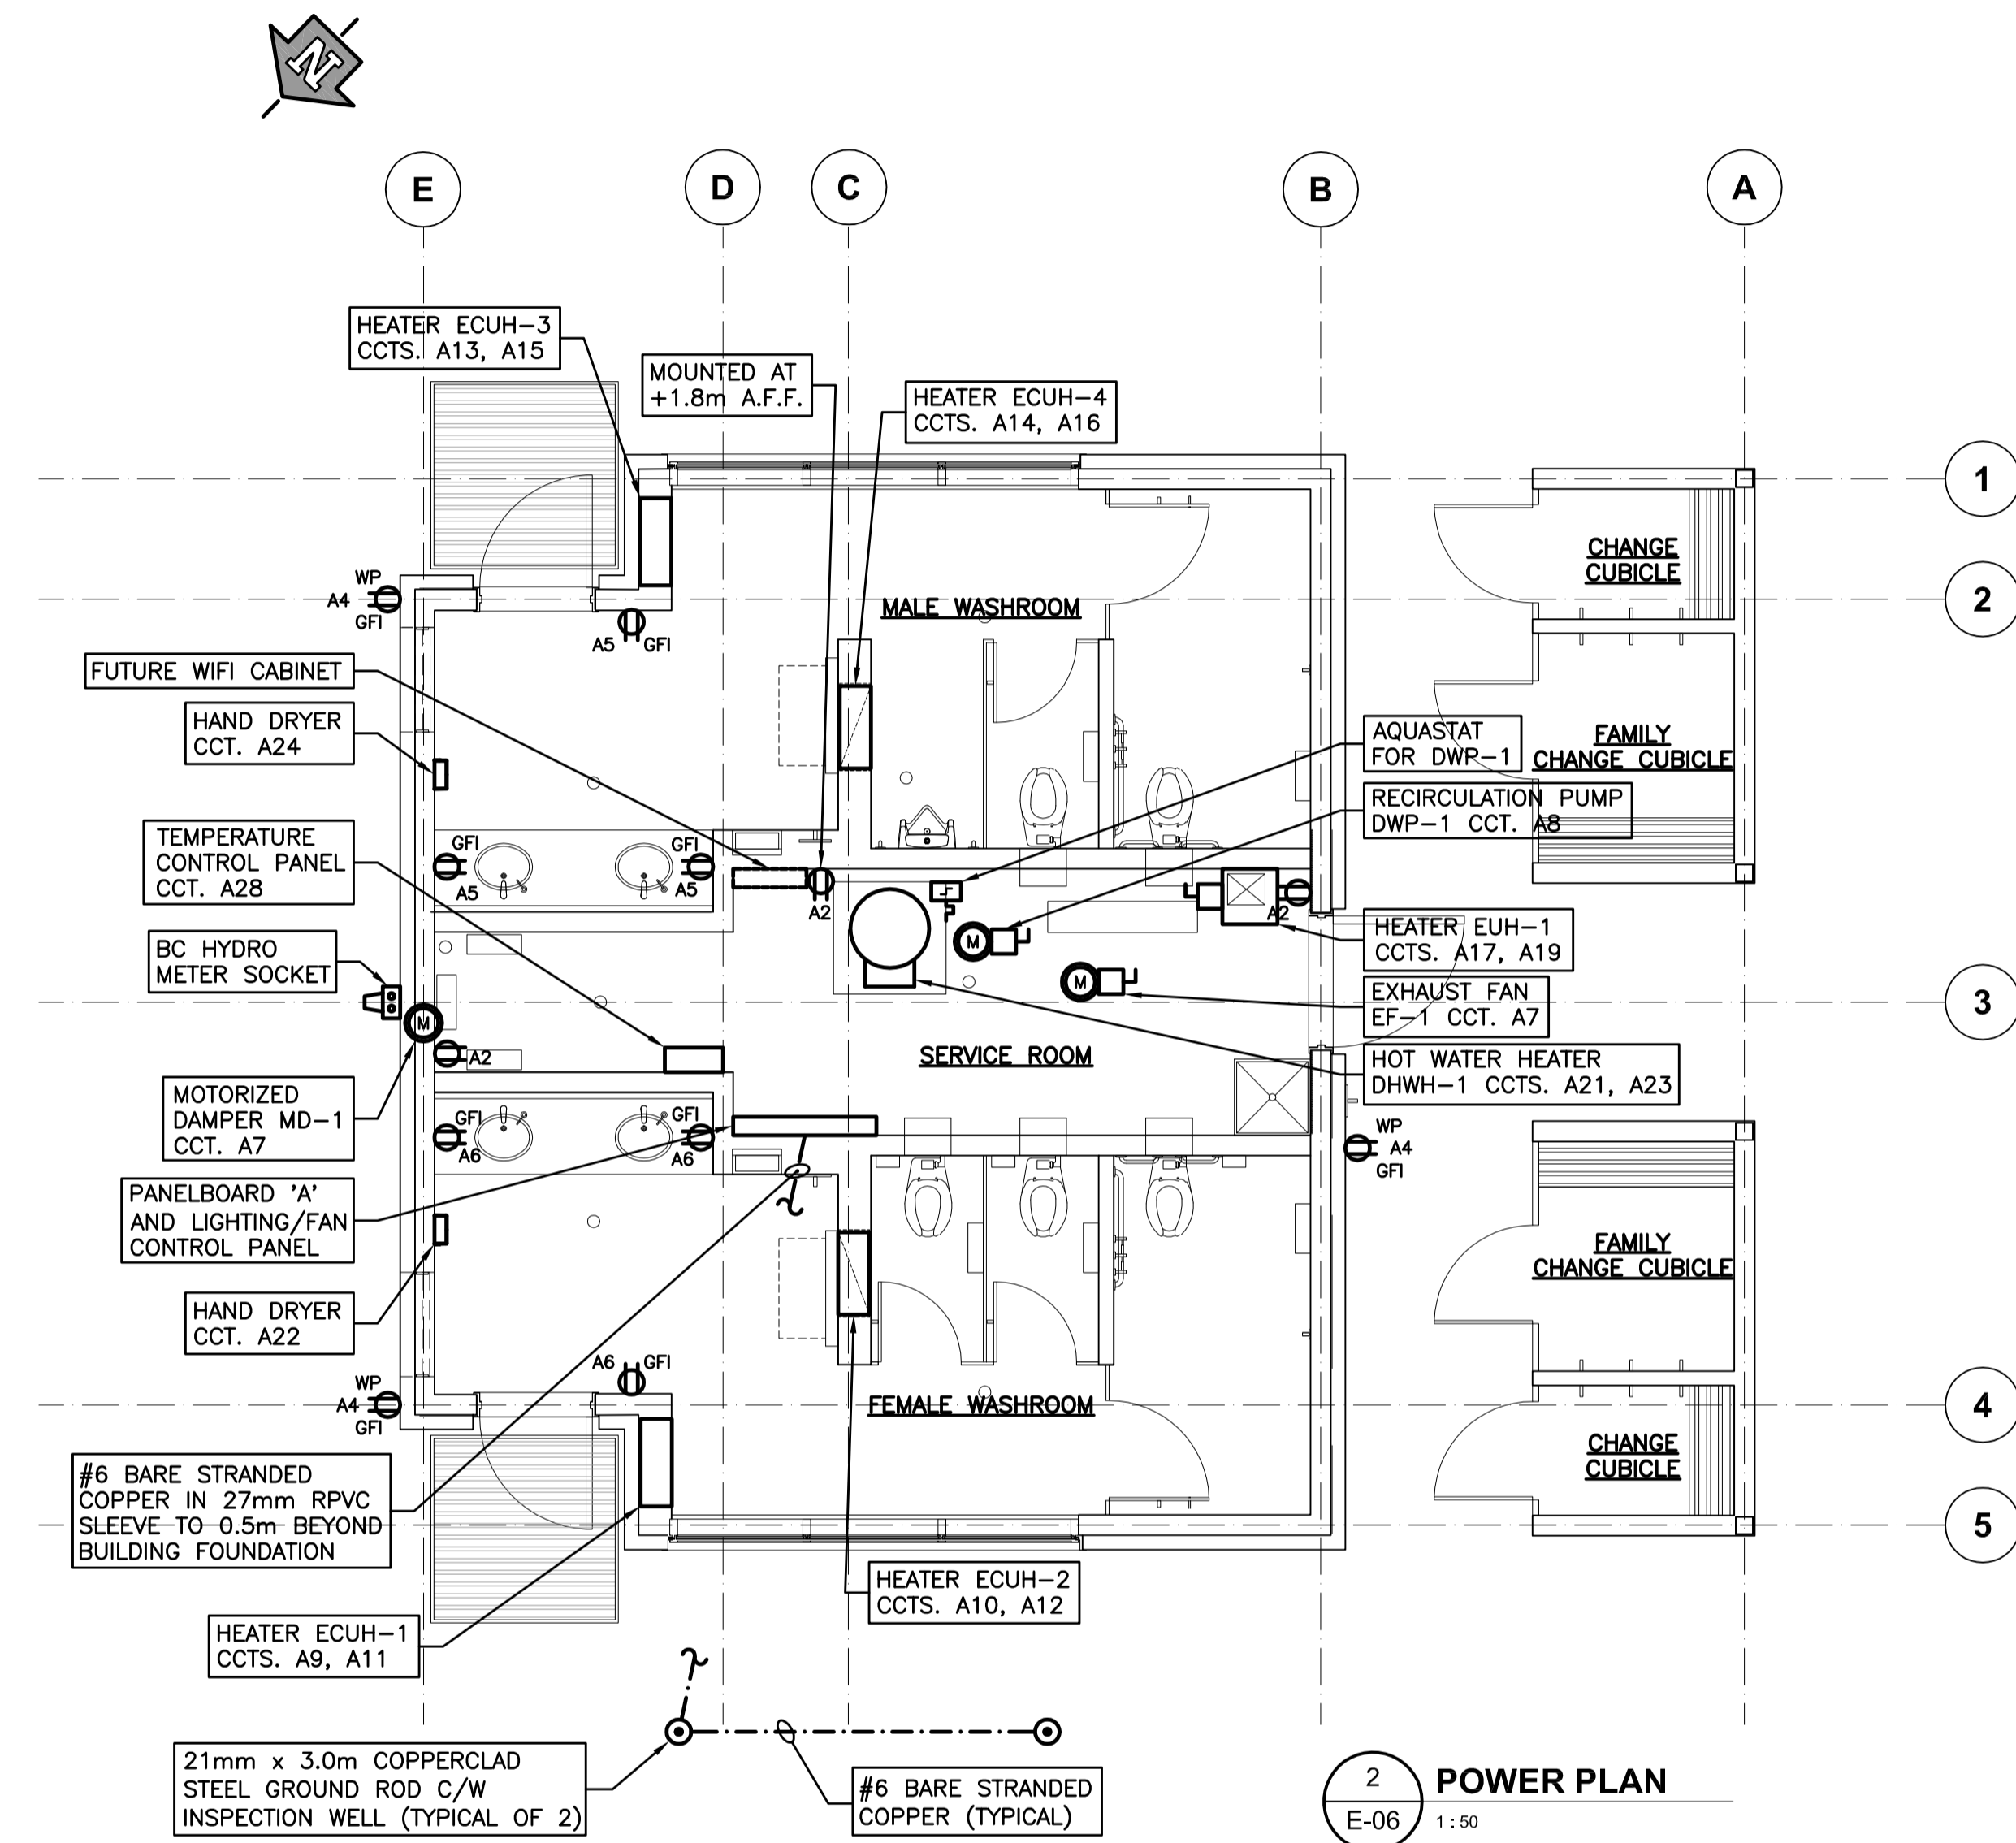 N
E
D
C
B
A
HEATER ECUH-3
CCTS. A13, A15
MOUNTED AT
+1.8m A.F.F.
HEATER ECUH-4
CCTS. A14, A16
1
CHANGE
CUBICLE
2
WP
A4
GFI
MALE WASHROOM
A5 GFI
FUTURE WIFI CABINET
HAND DRYER
CCT. A24
AQUASTAT
FOR DWP-1
FAMILY
CHANGE CUBICLE
RECIRCULATION PUMP
DWP-1 CCT. A8
TEMPERATURE
CONTROL PANEL
CCT. A28
GFI
A5
GFI
A5
A2
A2
M
HEATER EUH-1
CCTS. A17, A19
BC HYDRO
METER SOCKET
M
EXHAUST FAN
EF-1 CCT. A7
3
M
A2
SERVICE ROOM
HOT WATER HEATER
DHWH-1 CCTS. A21, A23
MOTORIZED
DAMPER MD-1
CCT. A7
GFI
A6
GFI
A6
WP
A4
GFI
PANELBOARD 'A'
AND LIGHTING/FAN
CONTROL PANEL
FAMILY
CHANGE CUBICLE
HAND DRYER
CCT. A22
A6 GFI
WP
A4
GFI
FEMALE WASHROOM
4
CHANGE
CUBICLE
#6 BARE STRANDED
COPPER IN 27mm RPVC
SLEEVE TO 0.5m BEYOND
BUILDING FOUNDATION
5
HEATER ECUH-2
CCTS. A10, A12
HEATER ECUH-1
CCTS. A9, A11
21mm x 3.0m COPPERCLAD
STEEL GROUND ROD C/W
INSPECTION WELL (TYPICAL OF 2)
#6 BARE STRANDED
COPPER (TYPICAL)
2
E-06
POWER PLAN
1 : 50